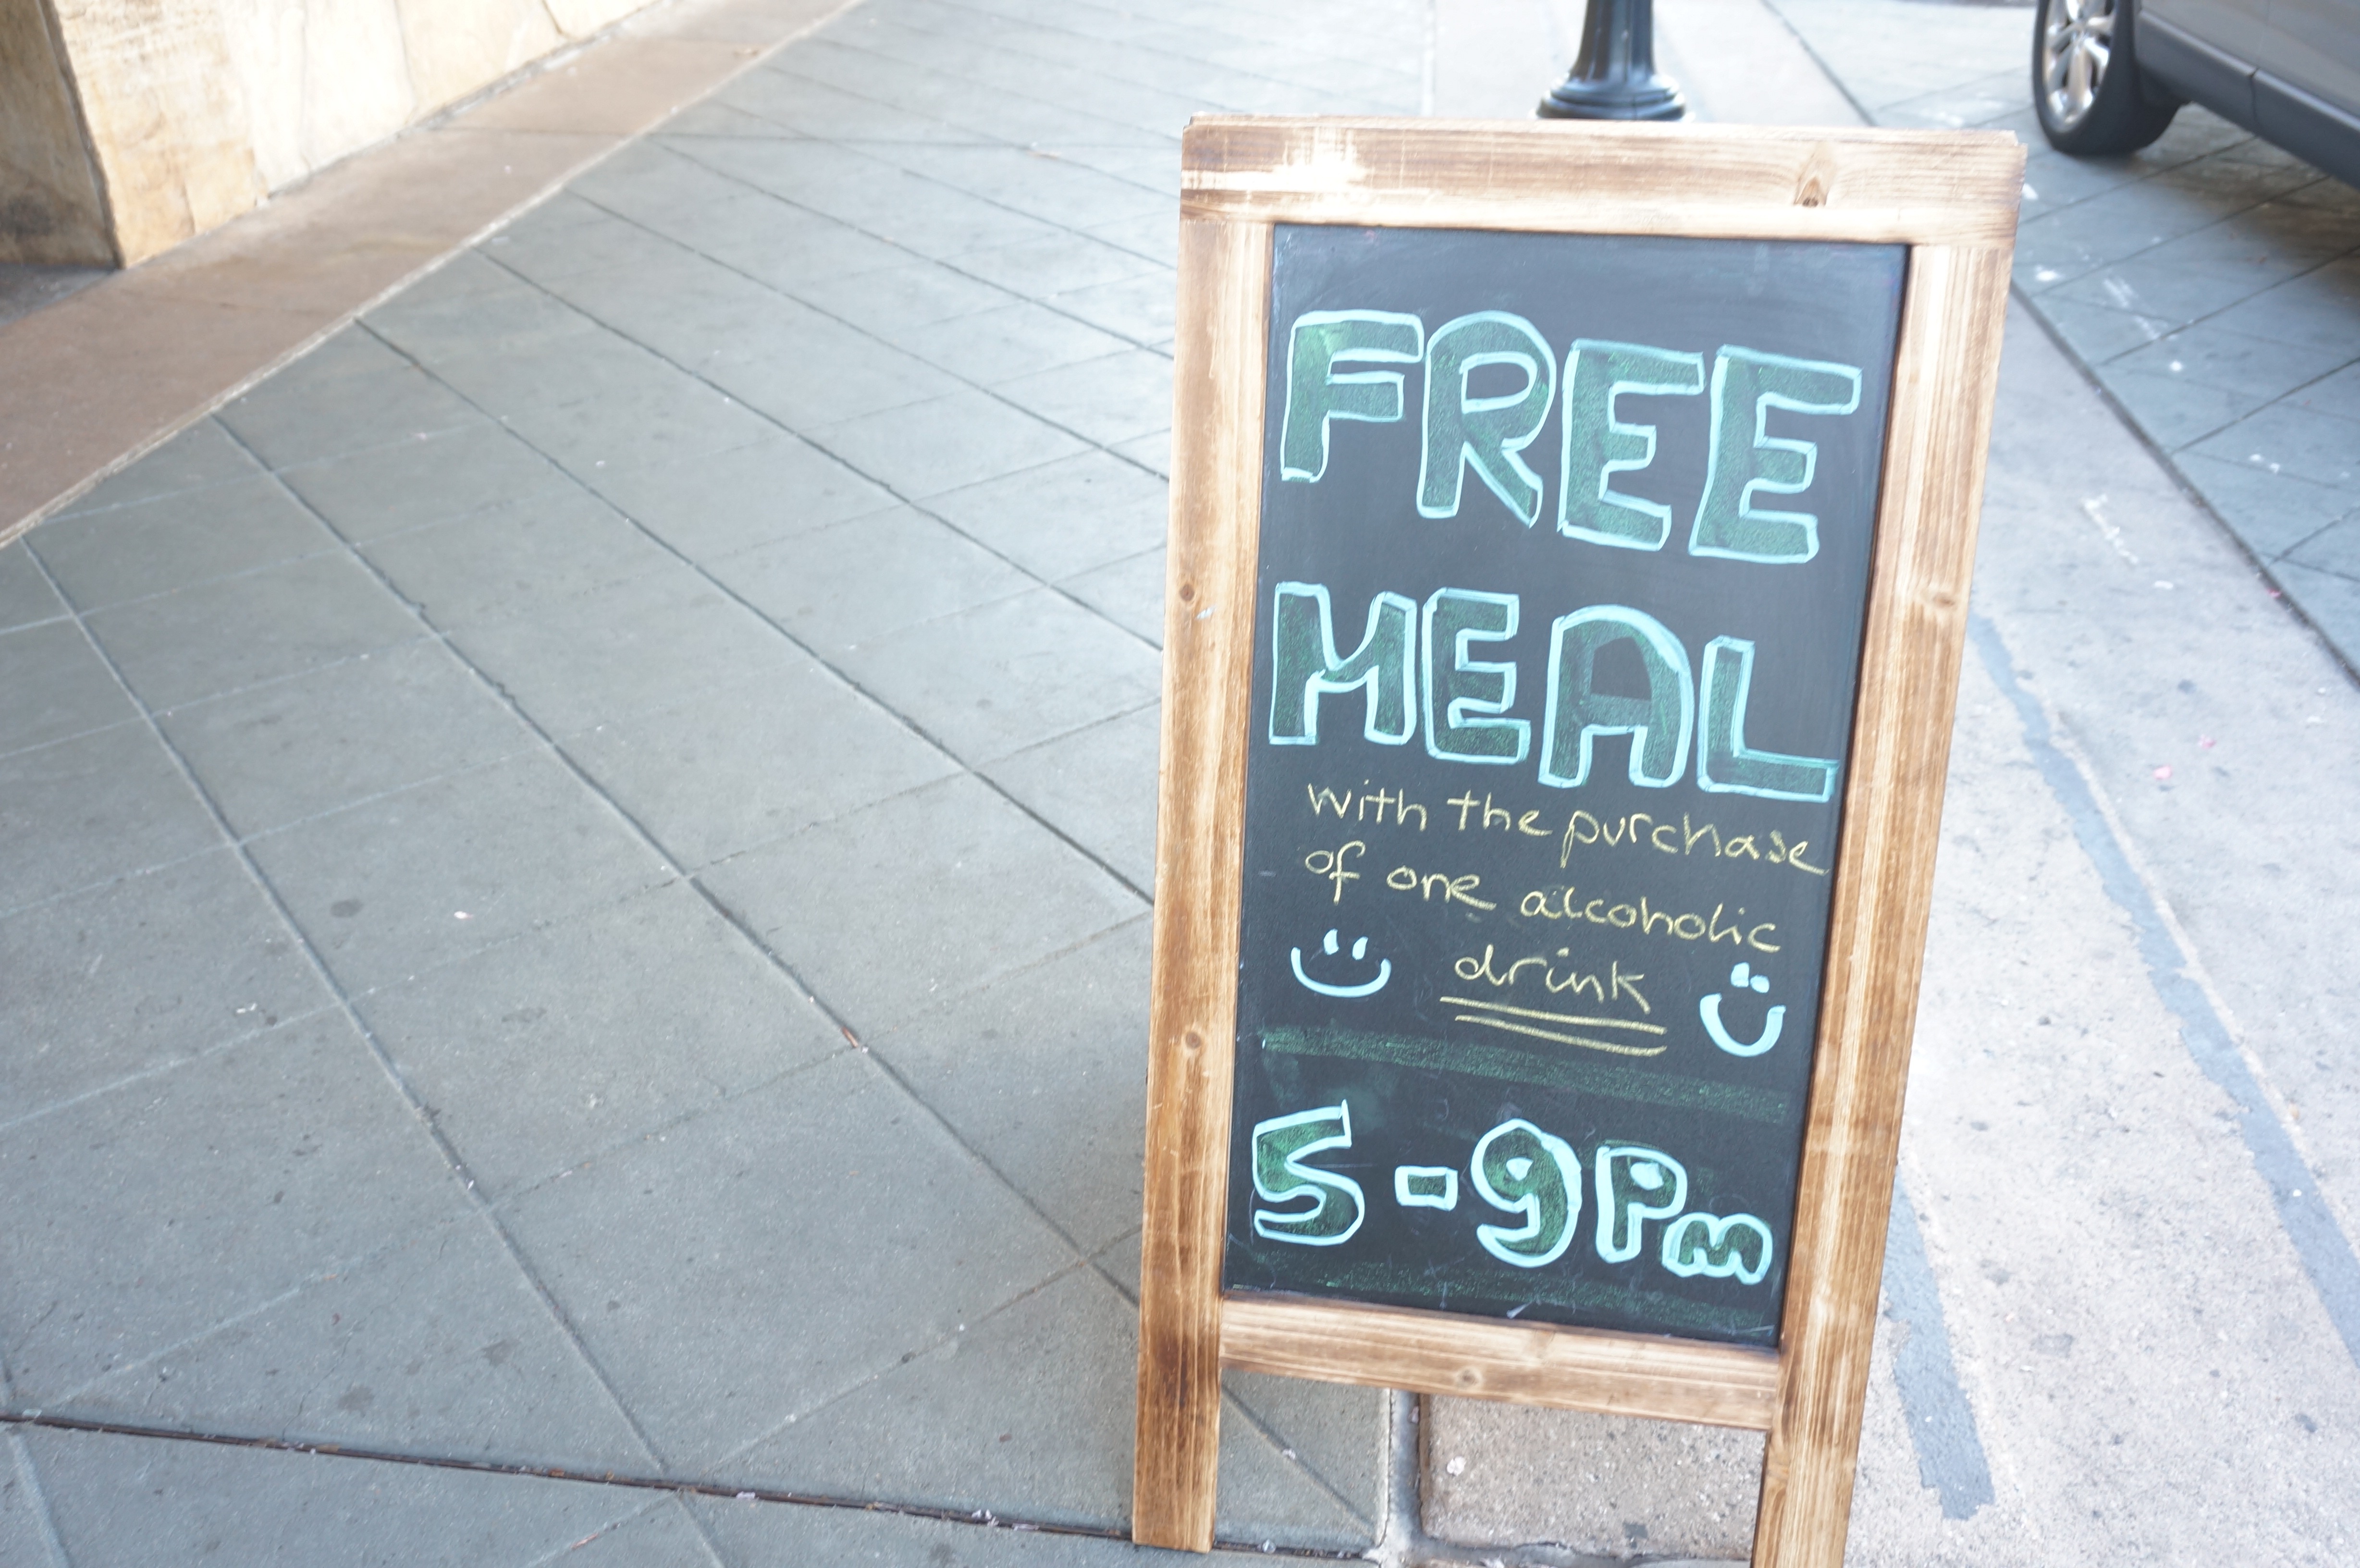 FREE
MEAL
with the purchase
of one alcoholic
drink
5-9Pm